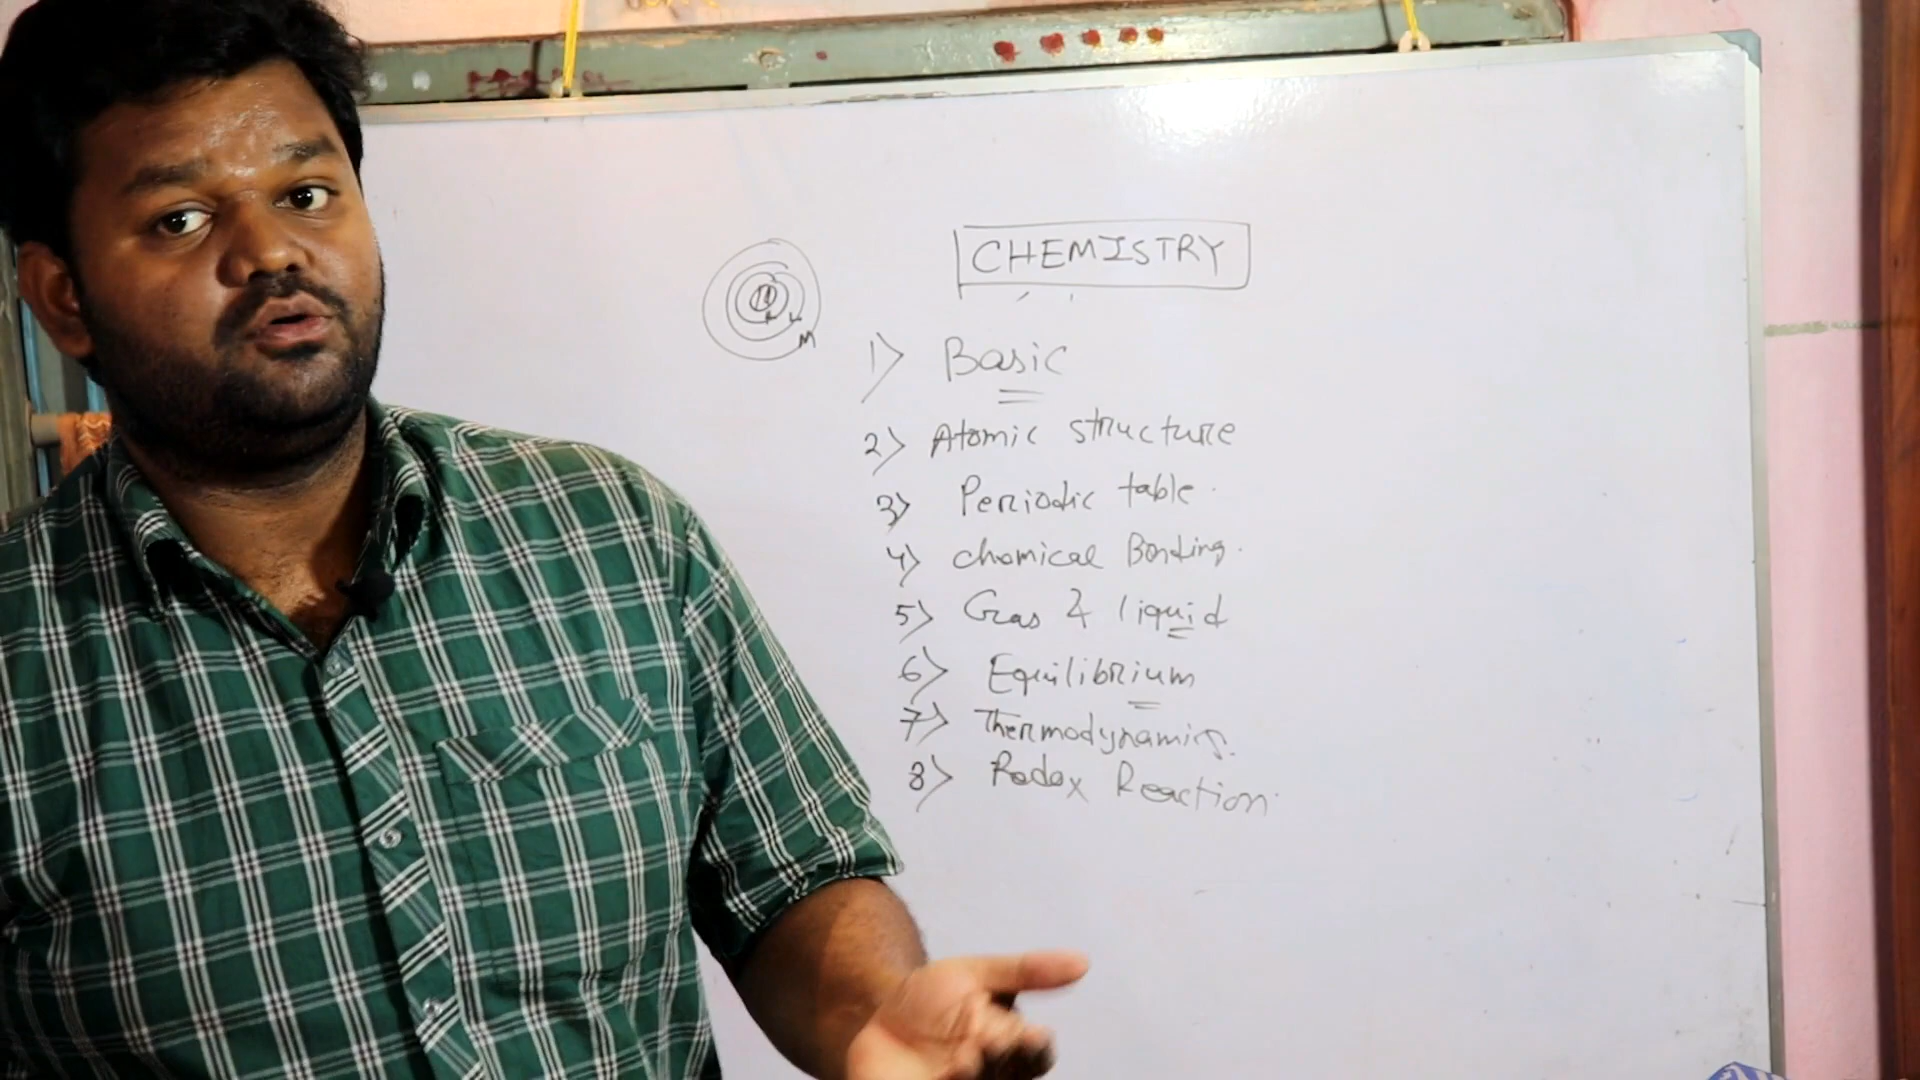 CHEMISTRY
M
1) Basic
2) Atomic structure
3) Periodic table.
4) chemical Bonding.
5) Gas & liquid
6) Equilibrium
7) Thermodynamics.
8) Redox Reaction.